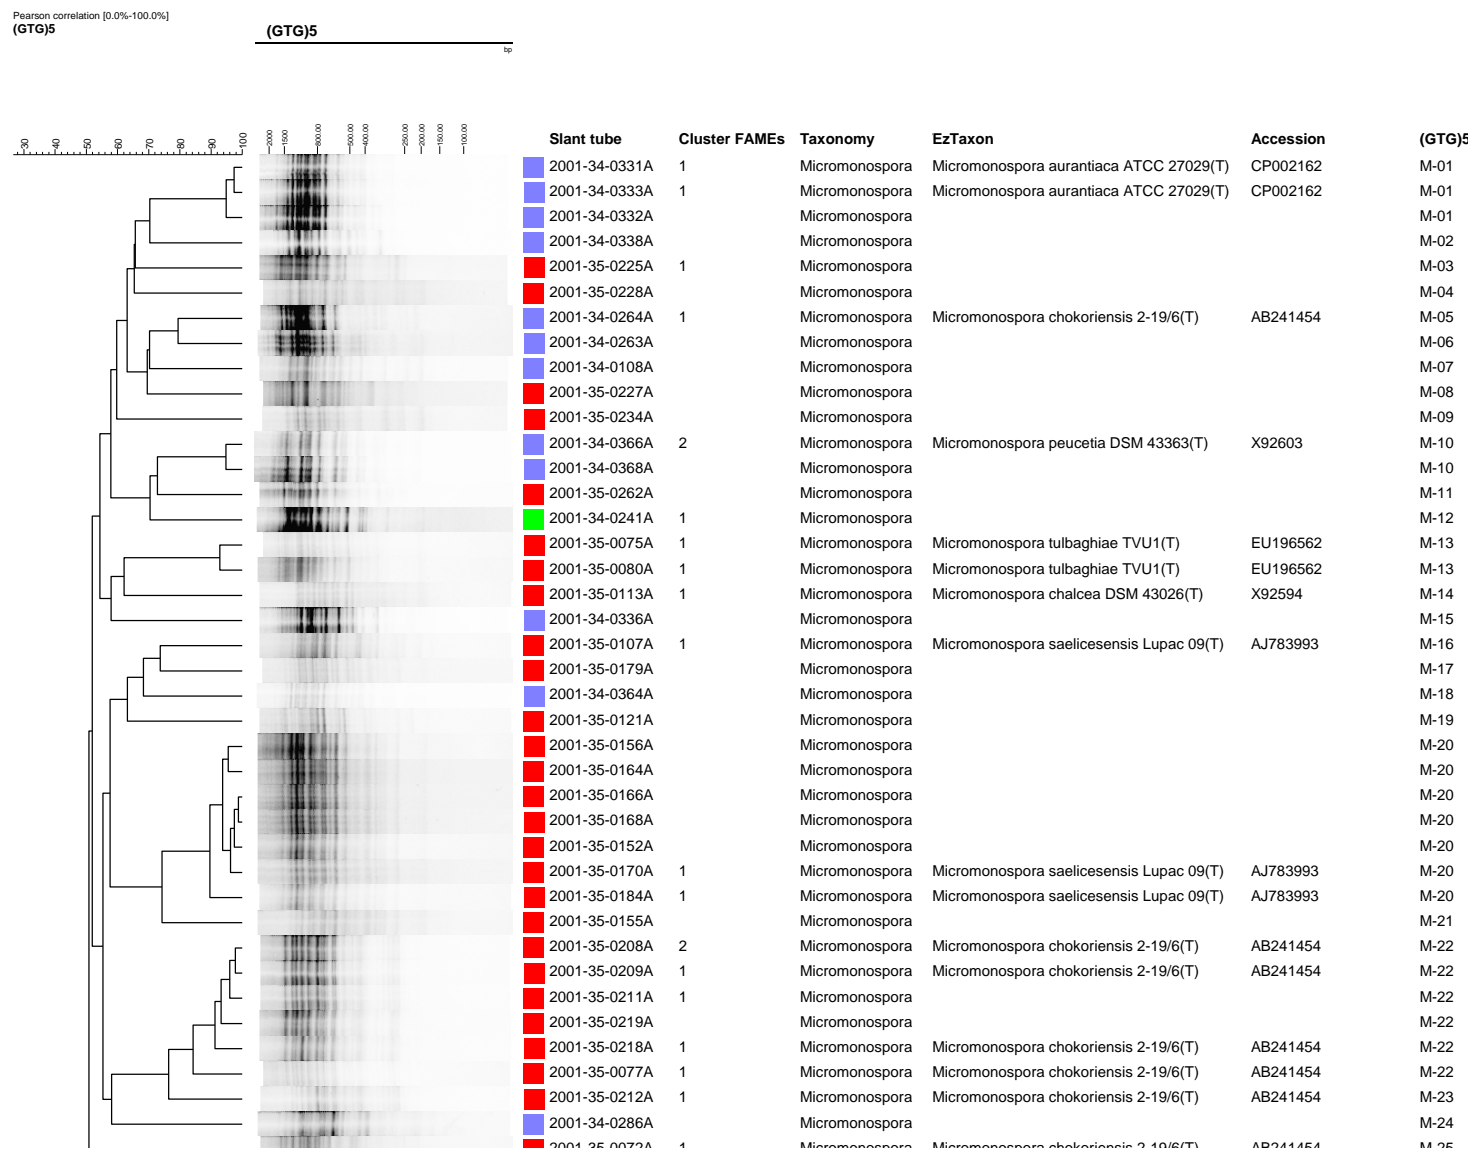 Pearson correlation [0.0%-100.0%]
(GTG)5
(GTG)5
bp
30 40 50 60 70 80 90 100
2000 1500 800.00 500.00 400.00 250.00 200.00 150.00 100.00
Slant tube Cluster FAMEs Taxonomy EzTaxon Accession (GTG)5
2001-34-0331A 1 Micromonospora Micromonospora aurantiaca ATCC 27029(T) CP002162 M-01
2001-34-0333A 1 Micromonospora Micromonospora aurantiaca ATCC 27029(T) CP002162 M-01
2001-34-0332A Micromonospora M-01
2001-34-0338A Micromonospora M-02
2001-35-0225A 1 Micromonospora M-03
2001-35-0228A Micromonospora M-04
2001-34-0264A 1 Micromonospora Micromonospora chokoriensis 2-19/6(T) AB241454 M-05
2001-34-0263A Micromonospora M-06
2001-34-0108A Micromonospora M-07
2001-35-0227A Micromonospora M-08
2001-35-0234A Micromonospora M-09
2001-34-0366A 2 Micromonospora Micromonospora peucetia DSM 43363(T) X92603 M-10
2001-34-0368A Micromonospora M-10
2001-35-0262A Micromonospora M-11
2001-34-0241A 1 Micromonospora M-12
2001-35-0075A 1 Micromonospora Micromonospora tulbaghiae TVU1(T) EU196562 M-13
2001-35-0080A 1 Micromonospora Micromonospora tulbaghiae TVU1(T) EU196562 M-13
2001-35-0113A 1 Micromonospora Micromonospora chalcea DSM 43026(T) X92594 M-14
2001-34-0336A Micromonospora M-15
2001-35-0107A 1 Micromonospora Micromonospora saelicesensis Lupac 09(T) AJ783993 M-16
2001-35-0179A Micromonospora M-17
2001-34-0364A Micromonospora M-18
2001-35-0121A Micromonospora M-19
2001-35-0156A Micromonospora M-20
2001-35-0164A Micromonospora M-20
2001-35-0166A Micromonospora M-20
2001-35-0168A Micromonospora M-20
2001-35-0152A Micromonospora M-20
2001-35-0170A 1 Micromonospora Micromonospora saelicesensis Lupac 09(T) AJ783993 M-20
2001-35-0184A 1 Micromonospora Micromonospora saelicesensis Lupac 09(T) AJ783993 M-20
2001-35-0155A Micromonospora M-21
2001-35-0208A 2 Micromonospora Micromonospora chokoriensis 2-19/6(T) AB241454 M-22
2001-35-0209A 1 Micromonospora Micromonospora chokoriensis 2-19/6(T) AB241454 M-22
2001-35-0211A 1 Micromonospora M-22
2001-35-0219A Micromonospora M-22
2001-35-0218A 1 Micromonospora Micromonospora chokoriensis 2-19/6(T) AB241454 M-22
2001-35-0077A 1 Micromonospora Micromonospora chokoriensis 2-19/6(T) AB241454 M-22
2001-35-0212A 1 Micromonospora Micromonospora chokoriensis 2-19/6(T) AB241454 M-23
2001-34-0286A Micromonospora M-24
2001-35-0072A 1 Micromonospora Micromonospora chokoriensis 2-19/6(T) AB241454 M-25